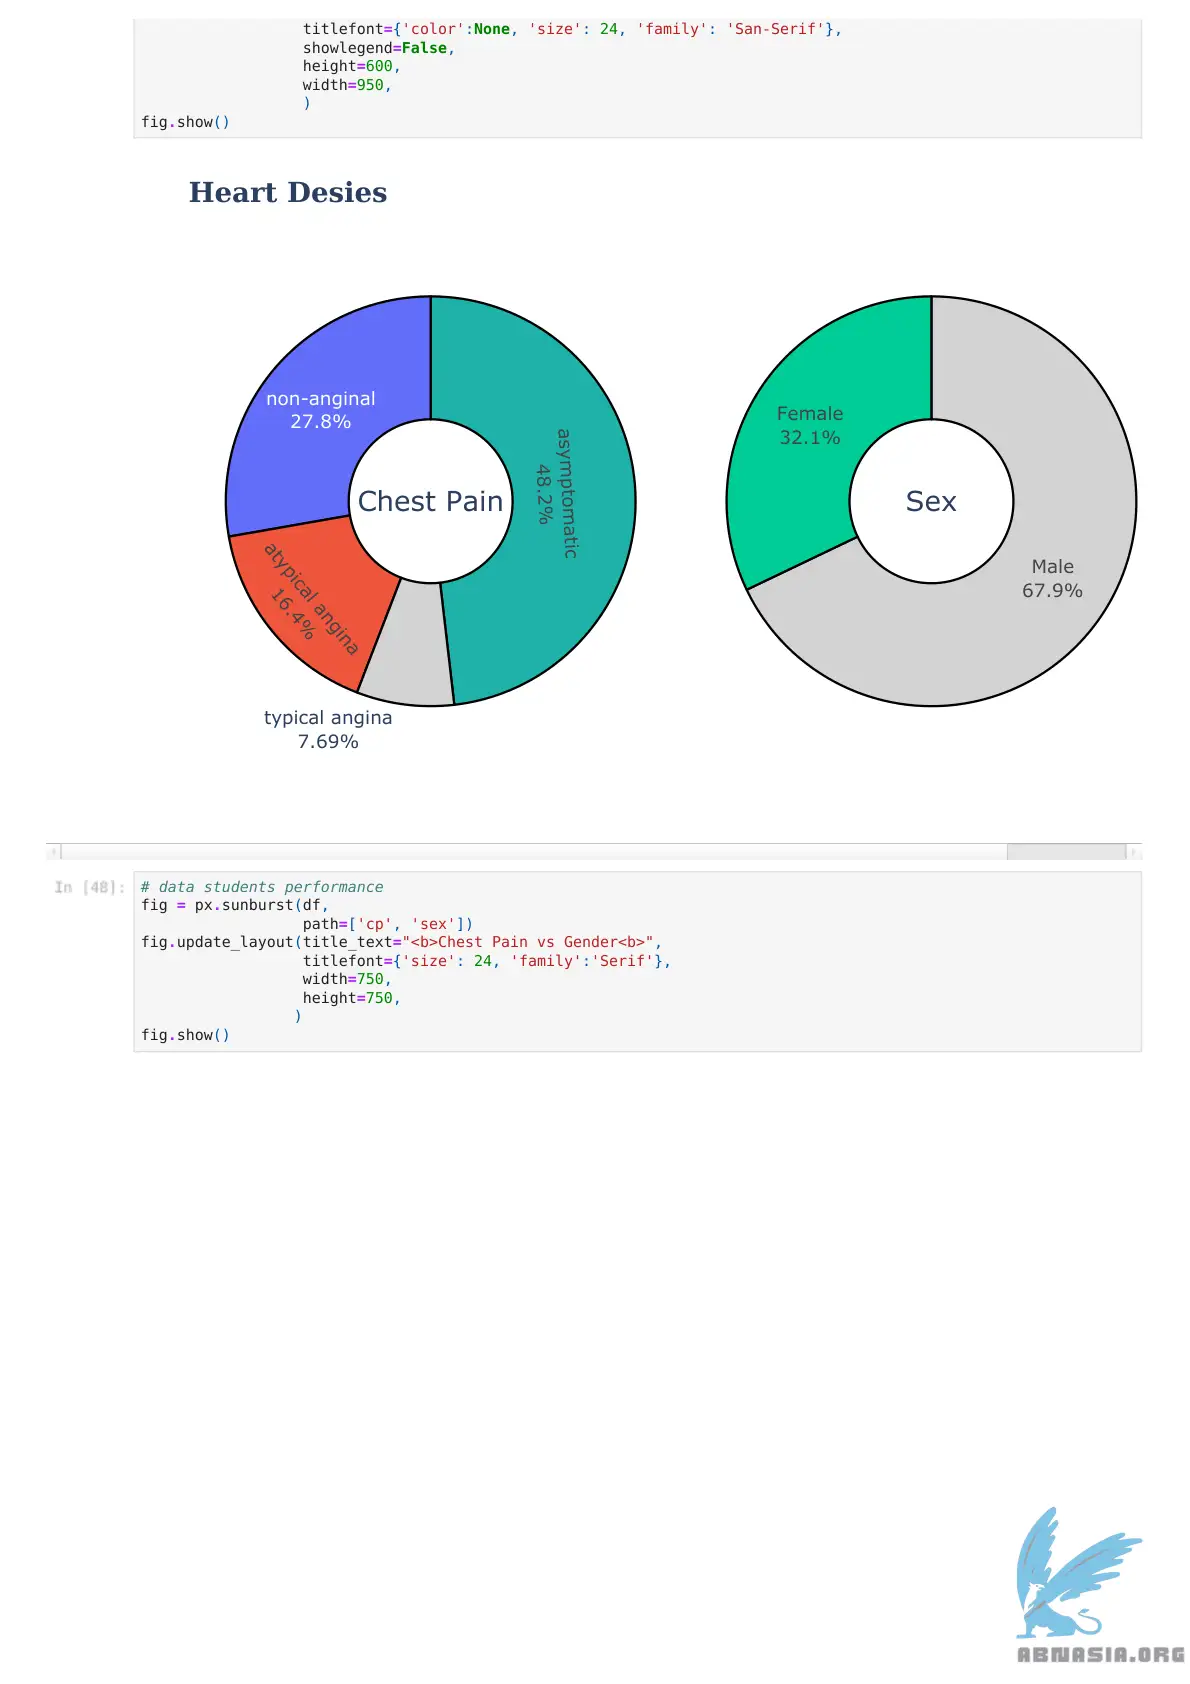 titlefont={'color':None, 'size': 24, 'family': 'San-Serif'},
showlegend=False,
height=600,
width=950,
)
fig.show()
Heart Desies
non-anginal
27.8%
asymptomatic
48.2%
Chest Pain
atypical angina
16.4%
typical angina
7.69%
Female
32.1%
Sex
Male
67.9%
In [48]:
# data students performance
fig = px.sunburst(df,
path=['cp', 'sex'])
fig.update_layout(title_text="<b>Chest Pain vs Gender<b>",
titlefont={'size': 24, 'family':'Serif'},
width=750,
height=750,
)
fig.show()
ABNASIA.ORG